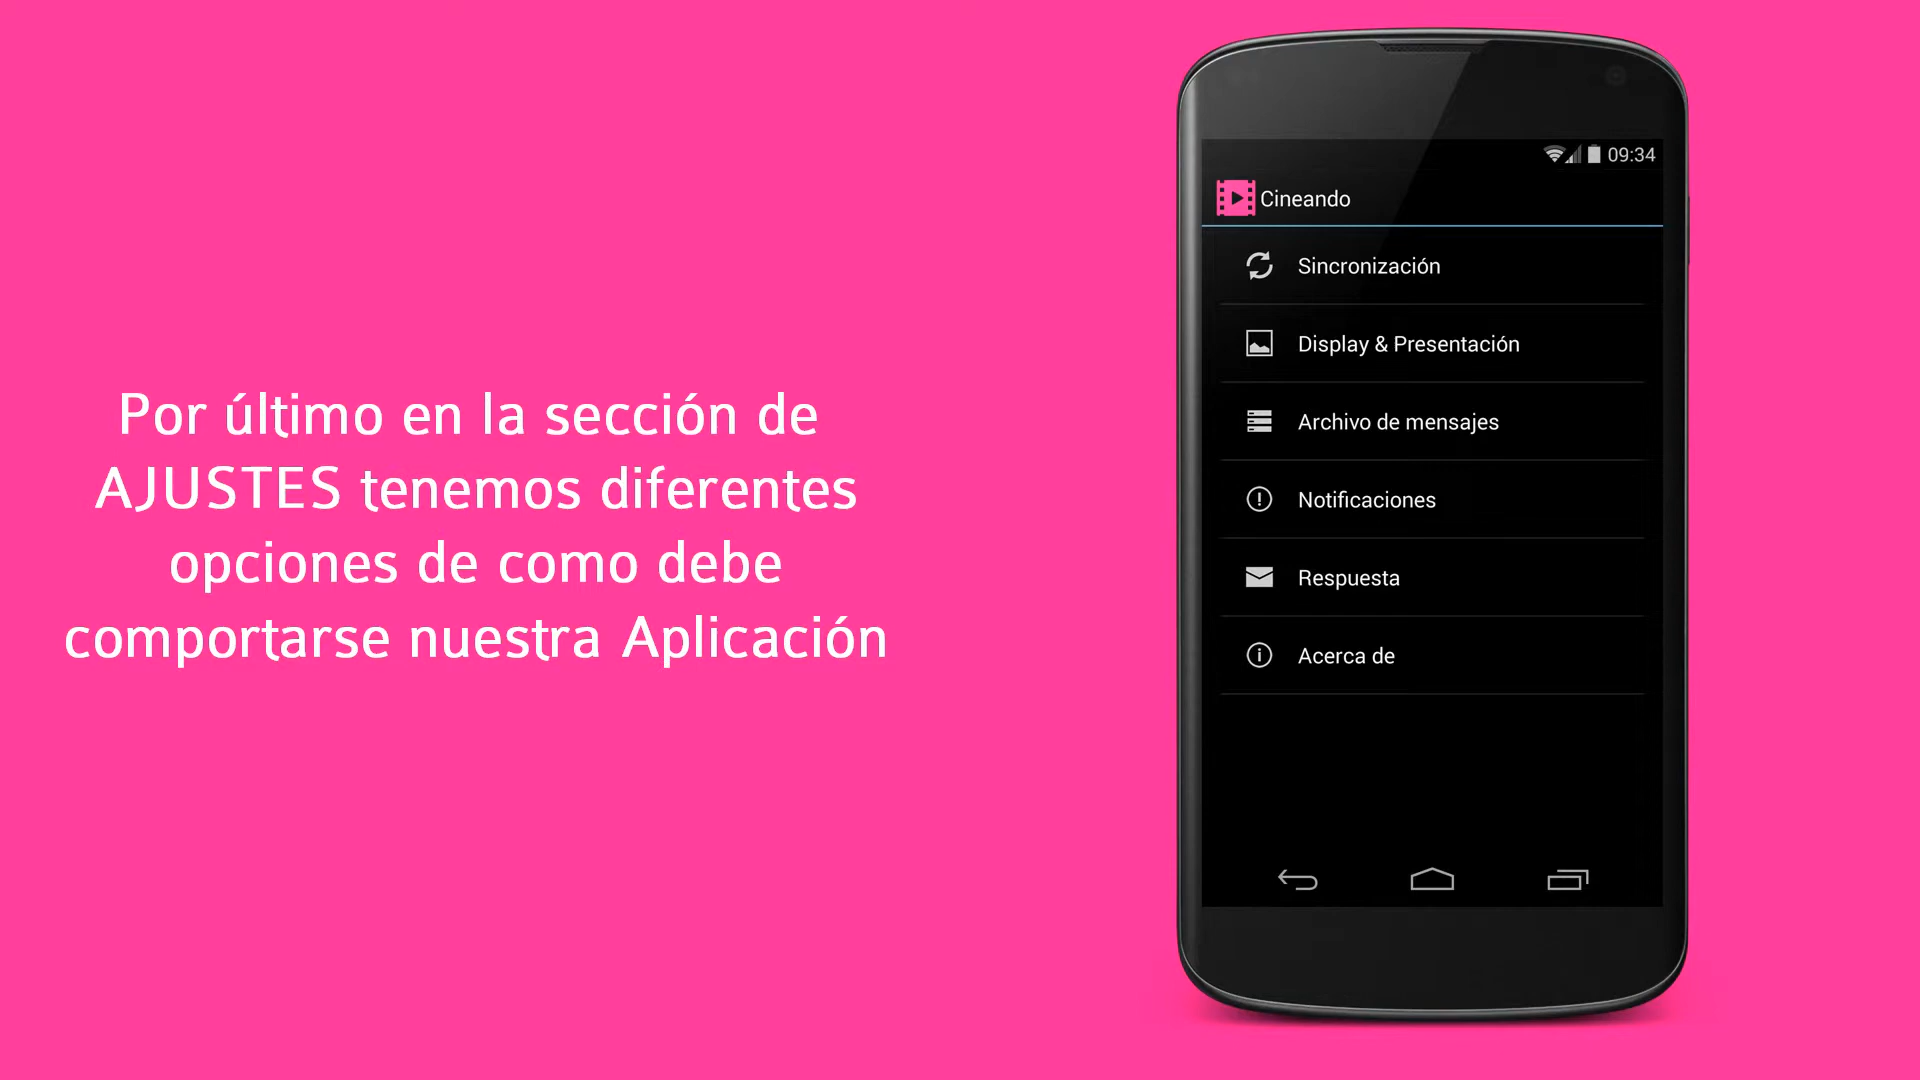 Por último en la sección de
AJUSTES tenemos diferentes
opciones de como debe
comportarse nuestra Aplicación
09:34
Cineando
Sincronización
Display & Presentación
Archivo de mensajes
Notificaciones
Respuesta
Acerca de